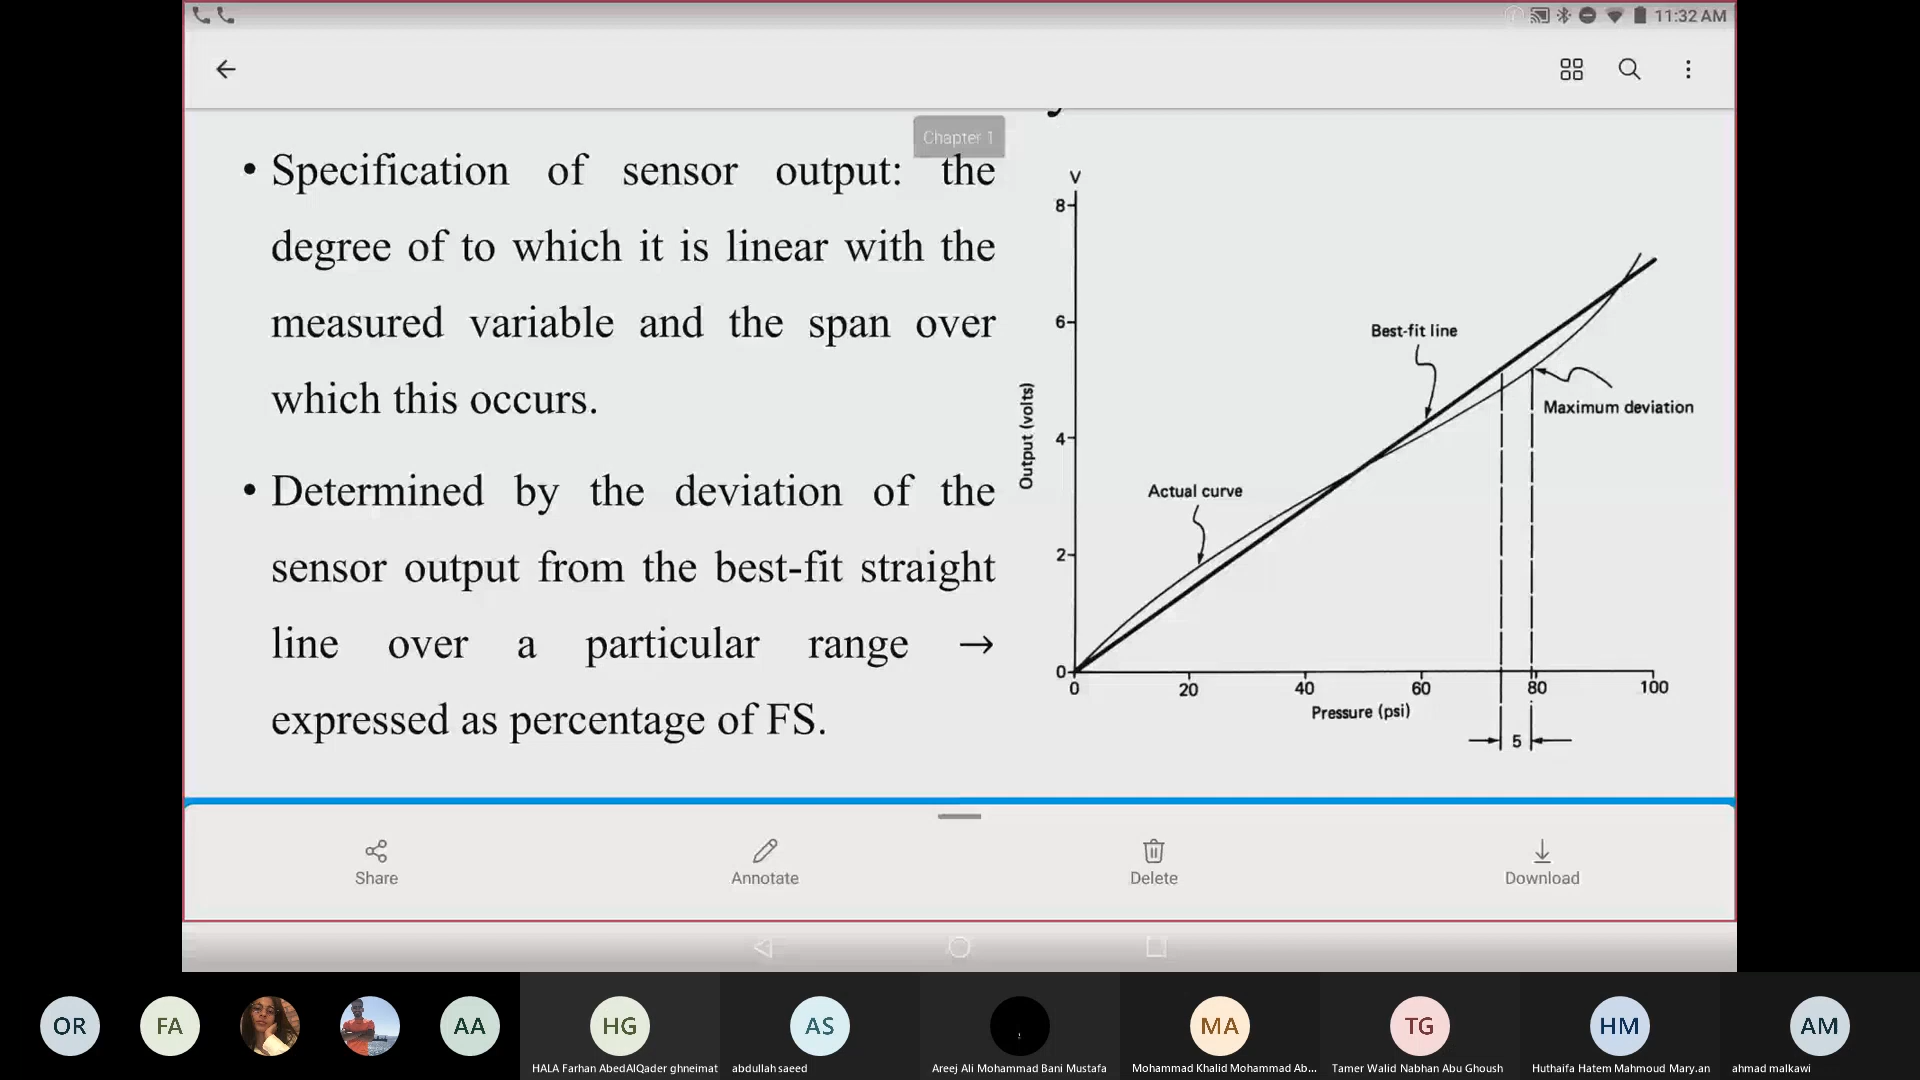 11:32 AM
Chapter 1
• Specification of sensor output: the
degree of to which it is linear with the
measured variable and the span over
which this occurs.
• Determined by the deviation of the
sensor output from the best-fit straight
line over a particular range →
expressed as percentage of FS.
V
8
6
4
2
0
Output (volts)
Best-fit line
Maximum deviation
Actual curve
0 20 40 60 80 100
Pressure (psi)
5
Share
Annotate
Delete
Download
OR
FA
AA
HG
AS
MA
TG
HM
AM
HALA Farhan AbedAlQader ghneimat
abdullah saeed
Areej Ali Mohammad Bani Mustafa
Mohammad Khalid Mohammad Ab...
Tamer Walid Nabhan Abu Ghoush
Huthaifa Hatem Mahmoud Mary.an
ahmad malkawi